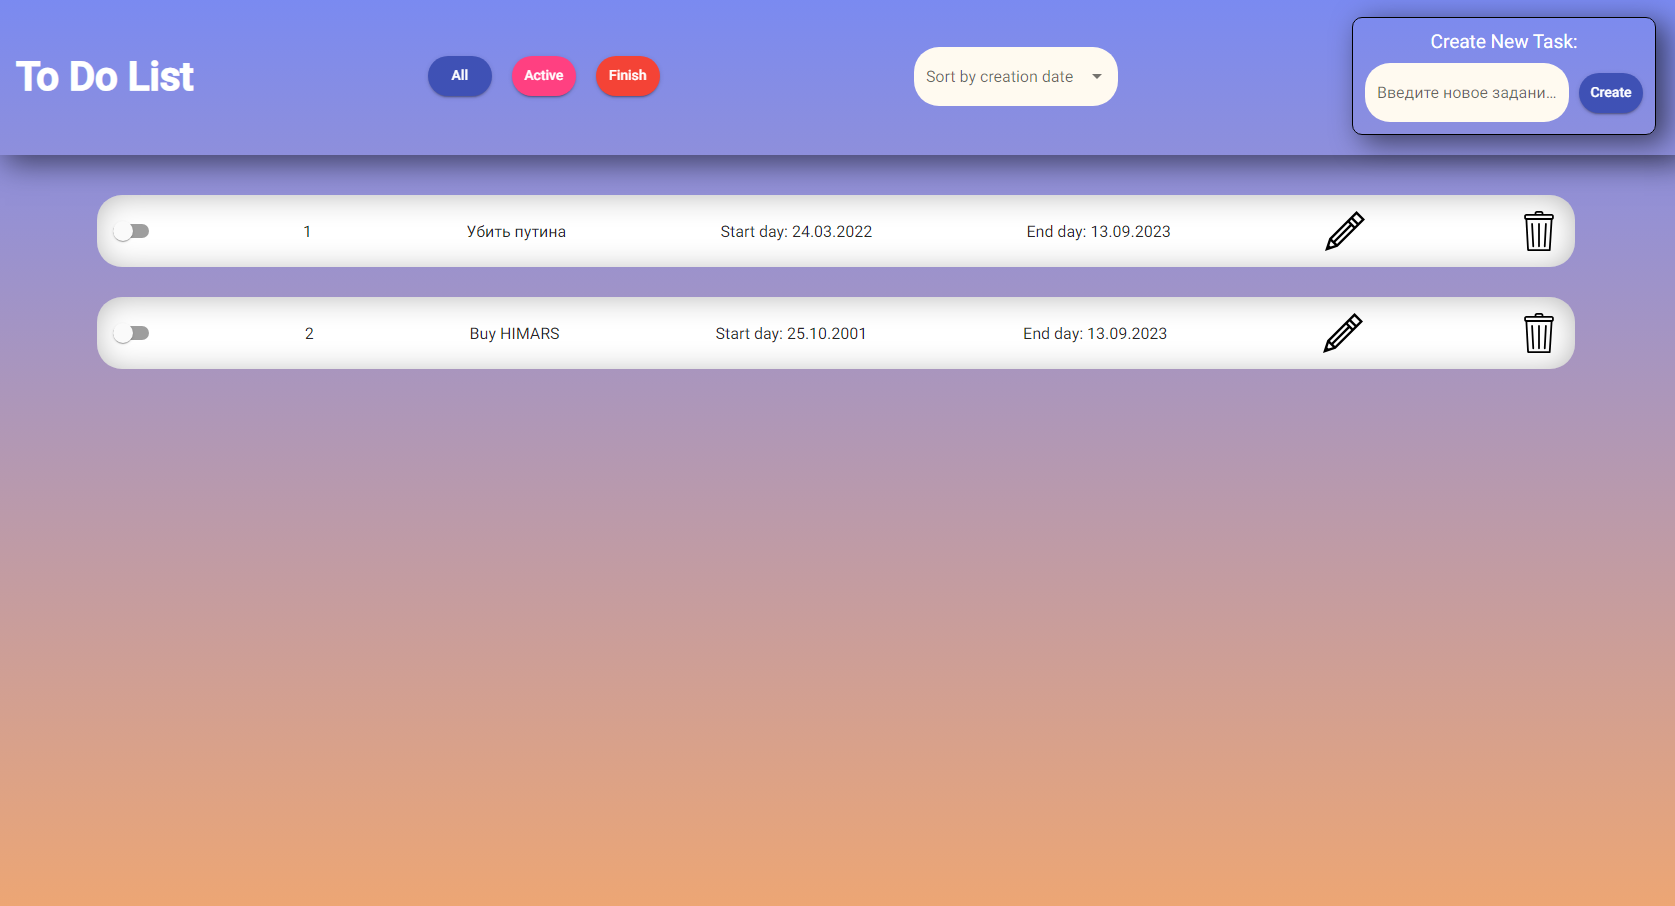 To Do List
All
Active
Finish
Sort by creation date
Create New Task:
Введите новое задани...
Create
1 Убить путина Start day: 24.03.2022 End day: 13.09.2023
2 Buy HIMARS Start day: 25.10.2001 End day: 13.09.2023